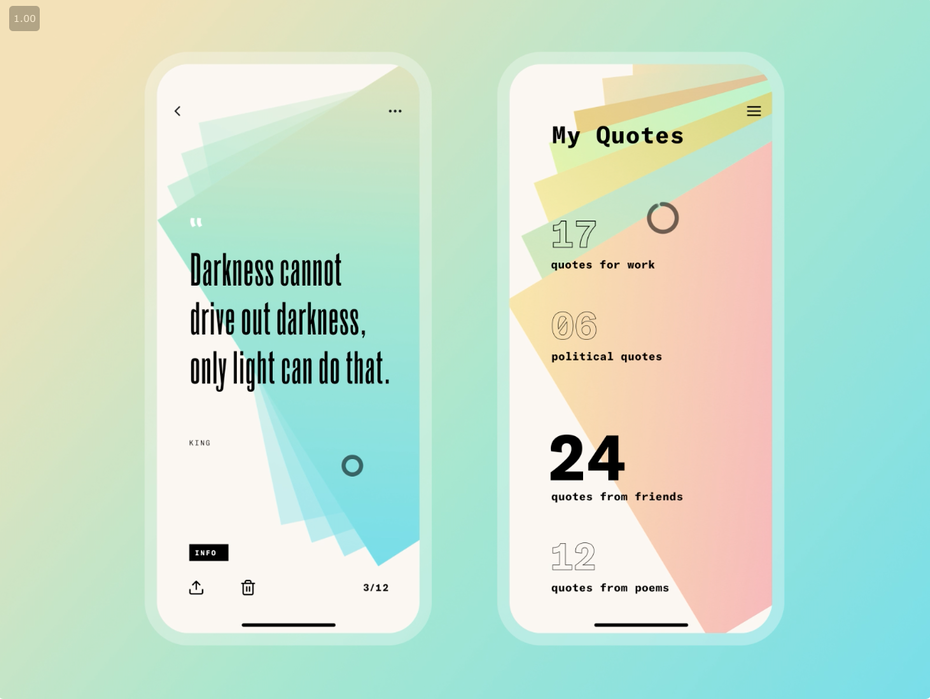 1.00
“
Darkness cannot
drive out darkness,
only light can do that.
KING
INFO
3/12
My Quotes
17
quotes for work
06
political quotes
24
quotes from friends
12
quotes from poems